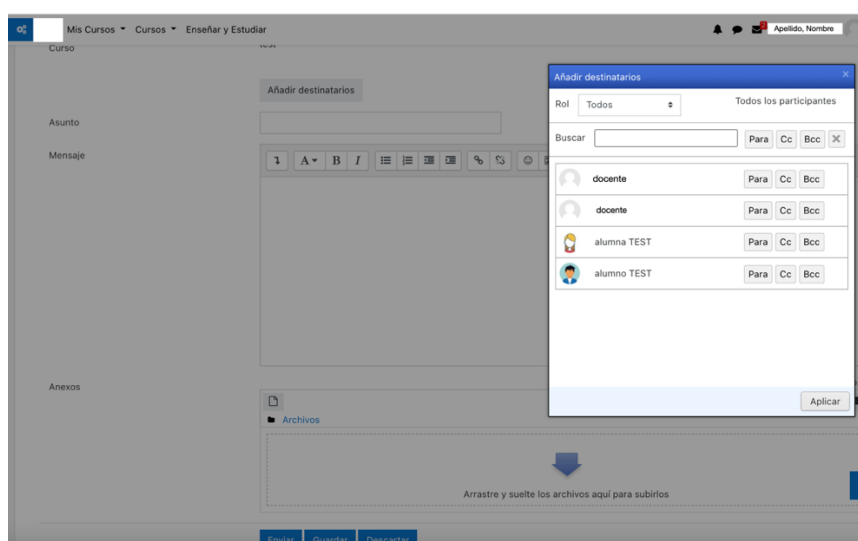 Mis Cursos Cursos Enseñar y Estudiar
2
Apellido, Nombre
Curso
test
Añadir destinatarios
Asunto
Mensaje
A B I
Anexos
Archivos
Arrastre y suelte los archivos aquí para subirlos
Enviar Guardar Descartar
Añadir destinatarios ×
Rol Todos Todos los participantes
Buscar Para Cc Bcc
docente Para Cc Bcc
docente Para Cc Bcc
alumna TEST Para Cc Bcc
alumno TEST Para Cc Bcc
Aplicar